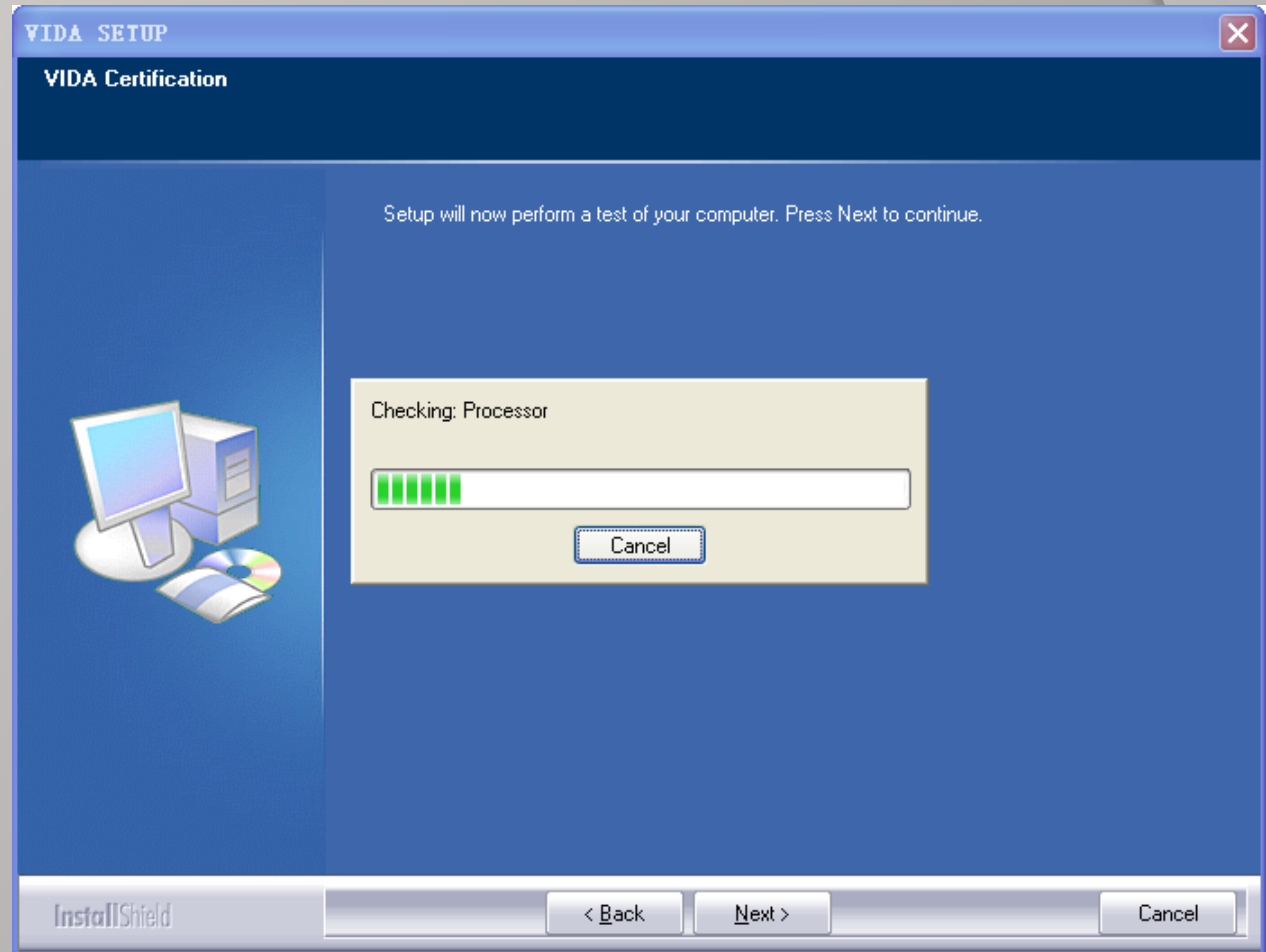 VIDA SETUP
VIDA Certification
Setup will now perform a test of your computer. Press Next to continue.
Checking: Processor
Cancel
InstallShield
< Back
Next >
Cancel